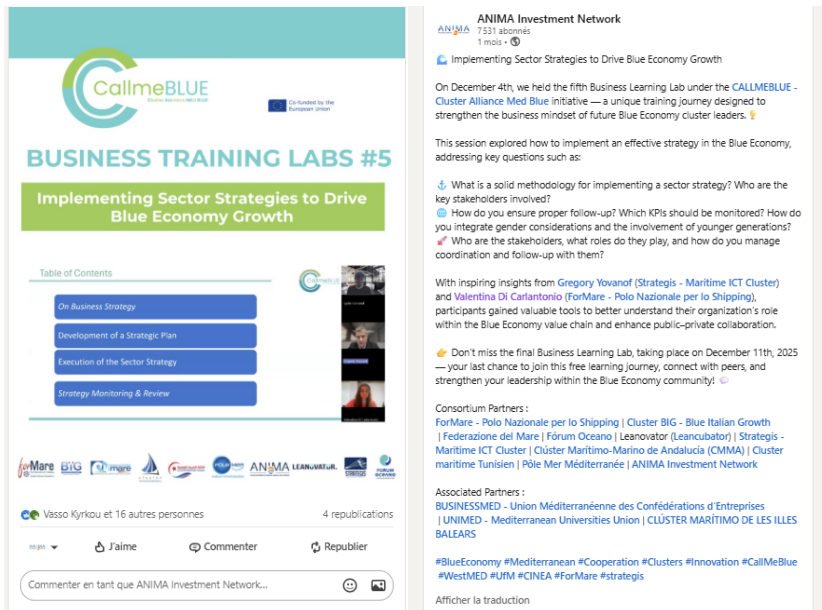 CallmeBLUE
Cluster Alliance MED BLUE
Co-funded by the
European Union
BUSINESS TRAINING LABS #5
Implementing Sector Strategies to Drive
Blue Economy Growth
Table of Contents
On Business Strategy
Development of a Strategic Plan
Execution of the Sector Strategy
Strategy Monitoring & Review
forMare
BIG
mare
ANIMA
LEANOVATOR.
Vasso Kyrkou et 16 autres personnes
4 republications
J'aime
Commenter
Republier
Commenter en tant que ANIMA Investment Network...
ANIMA
ANIMA Investment Network
7 531 abonnés
1 mois •
🌊 Implementing Sector Strategies to Drive Blue Economy Growth
On December 4th, we held the fifth Business Learning Lab under the CALLMEBLUE -
Cluster Alliance Med Blue initiative — a unique training journey designed to
strengthen the business mindset of future Blue Economy cluster leaders.💡
This session explored how to implement an effective strategy in the Blue Economy,
addressing key questions such as:
⚓ What is a solid methodology for implementing a sector strategy? Who are the
key stakeholders involved?
🌐 How do you ensure proper follow-up? Which KPIs should be monitored? How do
you integrate gender considerations and the involvement of younger generations?
🚀 Who are the stakeholders, what roles do they play, and how do you manage
coordination and follow-up with them?
With inspiring insights from Gregory Yovanof (Strategis - Maritime ICT Cluster)
and Valentina Di Carlantonio (ForMare - Polo Nazionale per lo Shipping),
participants gained valuable tools to better understand their organization's role
within the Blue Economy value chain and enhance public–private collaboration.
👉 Don't miss the final Business Learning Lab, taking place on December 11th, 2025
— your last chance to join this free learning journey, connect with peers, and
strengthen your leadership within the Blue Economy community! 💬
Consortium Partners :
ForMare - Polo Nazionale per lo Shipping | Cluster BIG - Blue Italian Growth
| Federazione del Mare | Fórum Oceano | Leanovator (Leancubator) | Strategis -
Maritime ICT Cluster | Clúster Marítimo-Marino de Andalucía (CMMA) | Cluster
maritime Tunisien | Pôle Mer Méditerranée | ANIMA Investment Network
Associated Partners :
BUSINESSMED - Union Méditerranéenne des Confédérations d'Entreprises
| UNIMED - Mediterranean Universities Union | CLÚSTER MARÍTIMO DE LES ILLES
BALEARS
#BlueEconomy #Mediterranean #Cooperation #Clusters #Innovation #CallMeBlue
#WestMED #UfM #CINEA #ForMare #strategis
Afficher la traduction